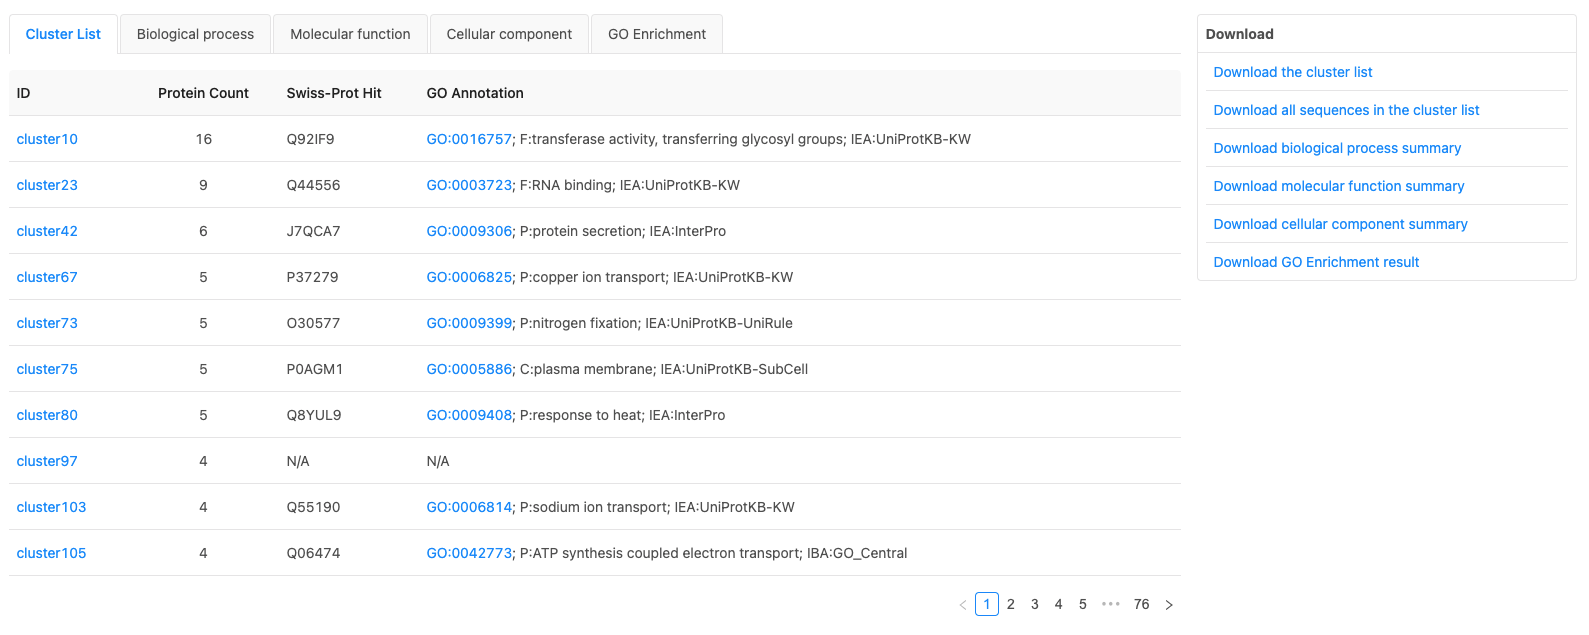 Cluster List Biological process Molecular function Cellular component GO Enrichment
ID Protein Count Swiss-Prot Hit GO Annotation
cluster10 16 Q92IF9 GO:0016757; F:transferase activity, transferring glycosyl groups; IEA:UniProtKB-KW
cluster23 9 Q44556 GO:0003723; F:RNA binding; IEA:UniProtKB-KW
cluster42 6 J7QCA7 GO:0009306; P:protein secretion; IEA:InterPro
cluster67 5 P37279 GO:0006825; P:copper ion transport; IEA:UniProtKB-KW
cluster73 5 O30577 GO:0009399; P:nitrogen fixation; IEA:UniProtKB-UniRule
cluster75 5 P0AGM1 GO:0005886; C:plasma membrane; IEA:UniProtKB-SubCell
cluster80 5 Q8YUL9 GO:0009408; P:response to heat; IEA:InterPro
cluster97 4 N/A N/A
cluster103 4 Q55190 GO:0006814; P:sodium ion transport; IEA:UniProtKB-KW
cluster105 4 Q06474 GO:0042773; P:ATP synthesis coupled electron transport; IBA:GO_Central
< 1 2 3 4 5 ••• 76 >
Download
Download the cluster list
Download all sequences in the cluster list
Download biological process summary
Download molecular function summary
Download cellular component summary
Download GO Enrichment result